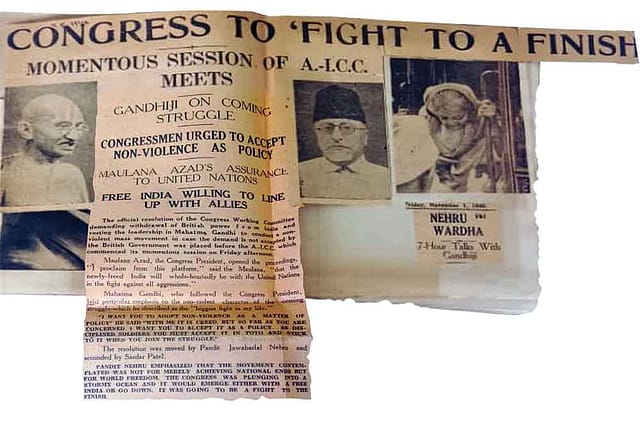 CONGRESS TO 'FIGHT TO A FINISH
MOMENTOUS SESSION OF A.-I.C.C.
MEETS
GANDHIJI ON COMING
STRUGGLE
CONGRESSMEN URGED TO ACCEPT
NON-VIOLENCE AS POLICY
MAULANA AZAD'S ASSURANCE
TO UNITED NATIONS
FREE INDIA WILLING TO LINE
UP WITH ALLIES
The official resolution of the Congress Working Committee
demanding withdrawal of British power from India and
vesting the leadership in Mahatma Gandhi to conduct a non-
violent mass movement in case the demand is not accepted by
the British Government was placed before the A.-I.C.C. which
commenced its momentous session on Friday afternoon.
Maulana Azad, the Congress President, opened the proceedings.
"I proclaim from this platform," said the Maulana, "that the
newly-freed India will whole-heartedly be with the United Nations
in the fight against all aggressions."
Mahatma Gandhi, who followed the Congress President,
laid particular emphasis on the non-violent character of the coming
struggle which he described as the "biggest fight in my life."
"I WANT YOU TO ADOPT NON-VIOLENCE AS A MATTER OF
POLICY" HE SAID "WITH ME IT IS CREED. BUT SO FAR AS YOU ARE
CONCERNED I WANT YOU TO ACCEPT IT AS A POLICY. AS DIS-
CIPLINED SOLDIERS YOU MUST ACCEPT IT IN TOTO AND STICK
TO IT WHEN YOU JOIN THE STRUGGLE."
The resolution was moved by Pandit Jawaharlal Nehru and
seconded by Sardar Patel.
PANDIT NEHRU EMPHASIZED THAT THE MOVEMENT CONTEM-
PLATED WAS NOT FOR MERELY ACHIEVING NATIONAL ENDS BUT
FOR WORLD FREEDOM. THE CONGRESS WAS PLUNGING INTO A
STORMY OCEAN AND IT WOULD EMERGE EITHER WITH A FREE
INDIA OR GO DOWN. IT WAS GOING TO BE A FIGHT TO THE
FINISH.
Friday, November 1, 1940
NEHRU
WARDHA
7-Hour Talks With
Gandhiji